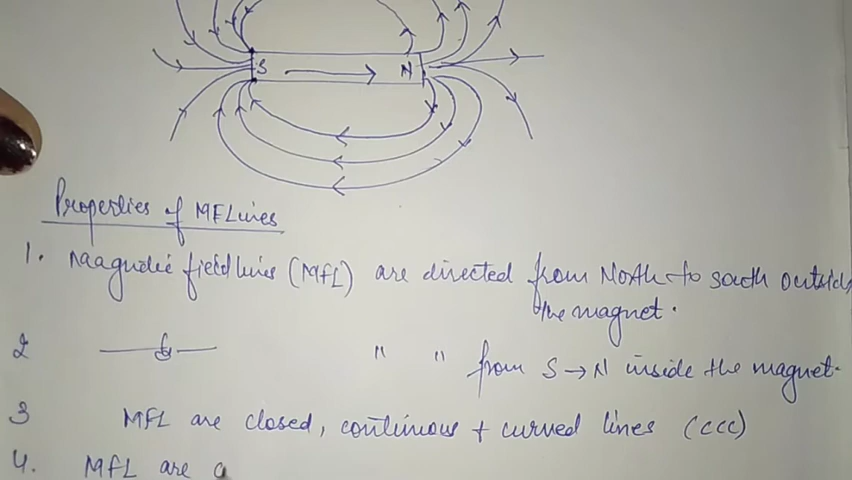 S N
Properties of MFLines
1. Magnetic field lines (MFL) are directed from North to south outside
the magnet.
2 —do— " " from S → N inside the magnet.
3 MFL are closed, continuous + curved lines (CCC)
4. MFL are a